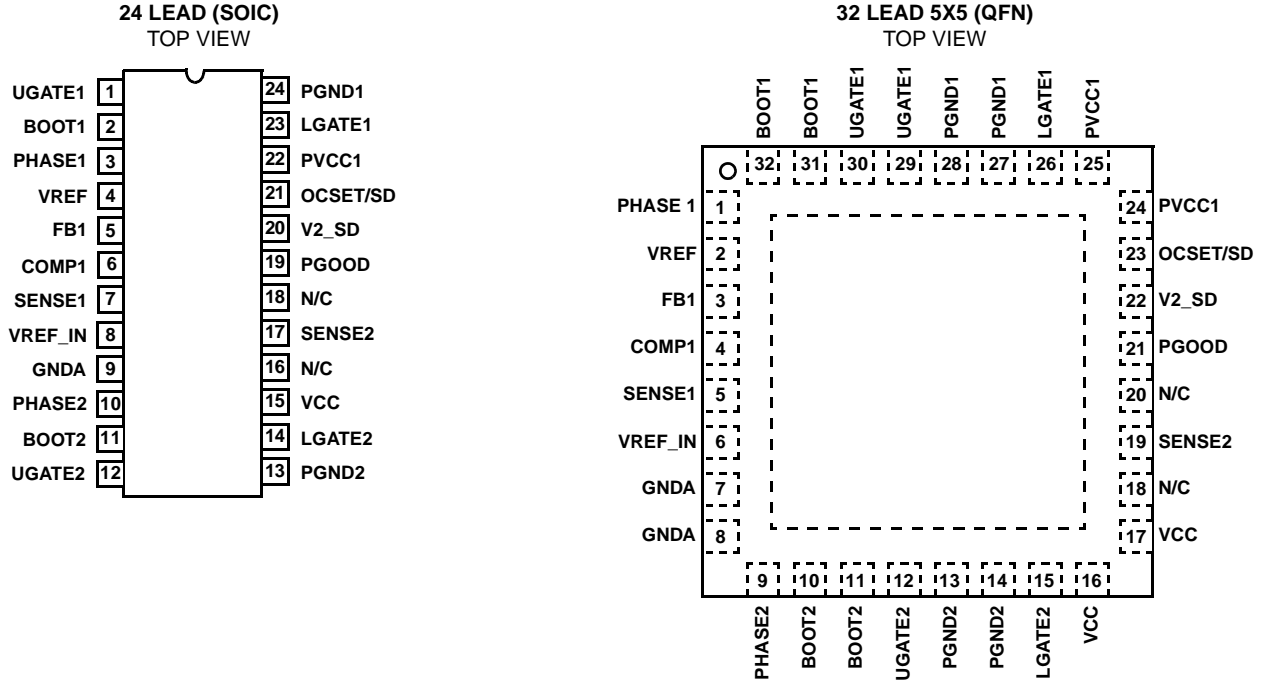 24 LEAD (SOIC)
TOP VIEW
UGATE1 1
BOOT1 2
PHASE1 3
VREF 4
FB1 5
COMP1 6
SENSE1 7
VREF_IN 8
GNDA 9
PHASE2 10
BOOT2 11
UGATE2 12
24 PGND1
23 LGATE1
22 PVCC1
21 OCSET/SD
20 V2_SD
19 PGOOD
18 N/C
17 SENSE2
16 N/C
15 VCC
14 LGATE2
13 PGND2
32 LEAD 5X5 (QFN)
TOP VIEW
BOOT1 BOOT1 UGATE1 UGATE1 PGND1 PGND1 LGATE1 PVCC1
32 31 30 29 28 27 26 25
PHASE 1 1
VREF 2
FB1 3
COMP1 4
SENSE1 5
VREF_IN 6
GNDA 7
GNDA 8
24 PVCC1
23 OCSET/SD
22 V2_SD
21 PGOOD
20 N/C
19 SENSE2
18 N/C
17 VCC
9 10 11 12 13 14 15 16
PHASE2 BOOT2 BOOT2 UGATE2 PGND2 PGND2 LGATE2 VCC